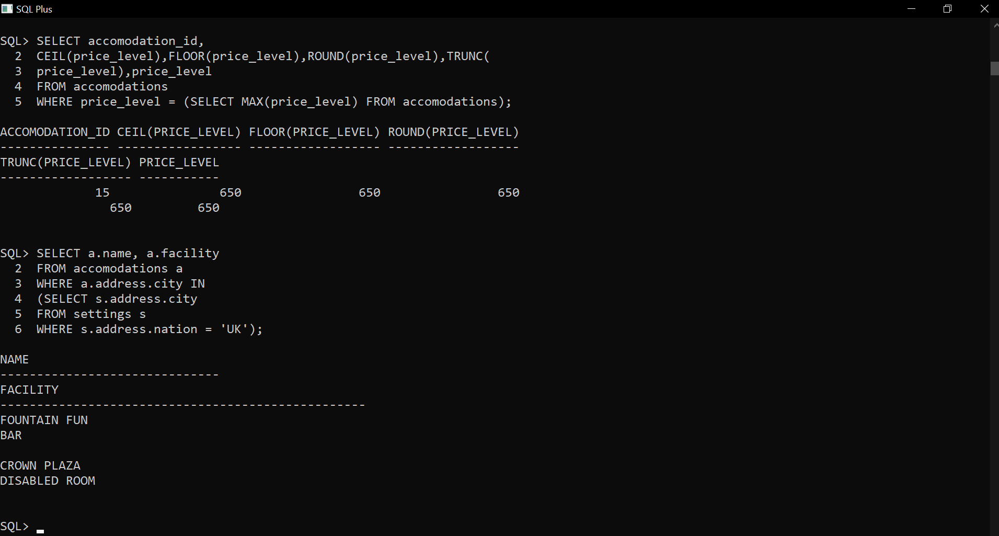 SQL Plus
SQL> SELECT accomodation_id,
  2  CEIL(price_level),FLOOR(price_level),ROUND(price_level),TRUNC(
  3  price_level),price_level
  4  FROM accomodations
  5  WHERE price_level = (SELECT MAX(price_level) FROM accomodations);
ACCOMODATION_ID CEIL(PRICE_LEVEL) FLOOR(PRICE_LEVEL) ROUND(PRICE_LEVEL)
--------------- ----------------- ------------------ ------------------
TRUNC(PRICE_LEVEL) PRICE_LEVEL
------------------ -----------
             15               650                650                650
               650         650
SQL> SELECT a.name, a.facility
  2  FROM accomodations a
  3  WHERE a.address.city IN
  4  (SELECT s.address.city
  5  FROM settings s
  6  WHERE s.address.nation = 'UK');
NAME
------------------------------
FACILITY
--------------------------------------------------
FOUNTAIN FUN
BAR
CROWN PLAZA
DISABLED ROOM
SQL>